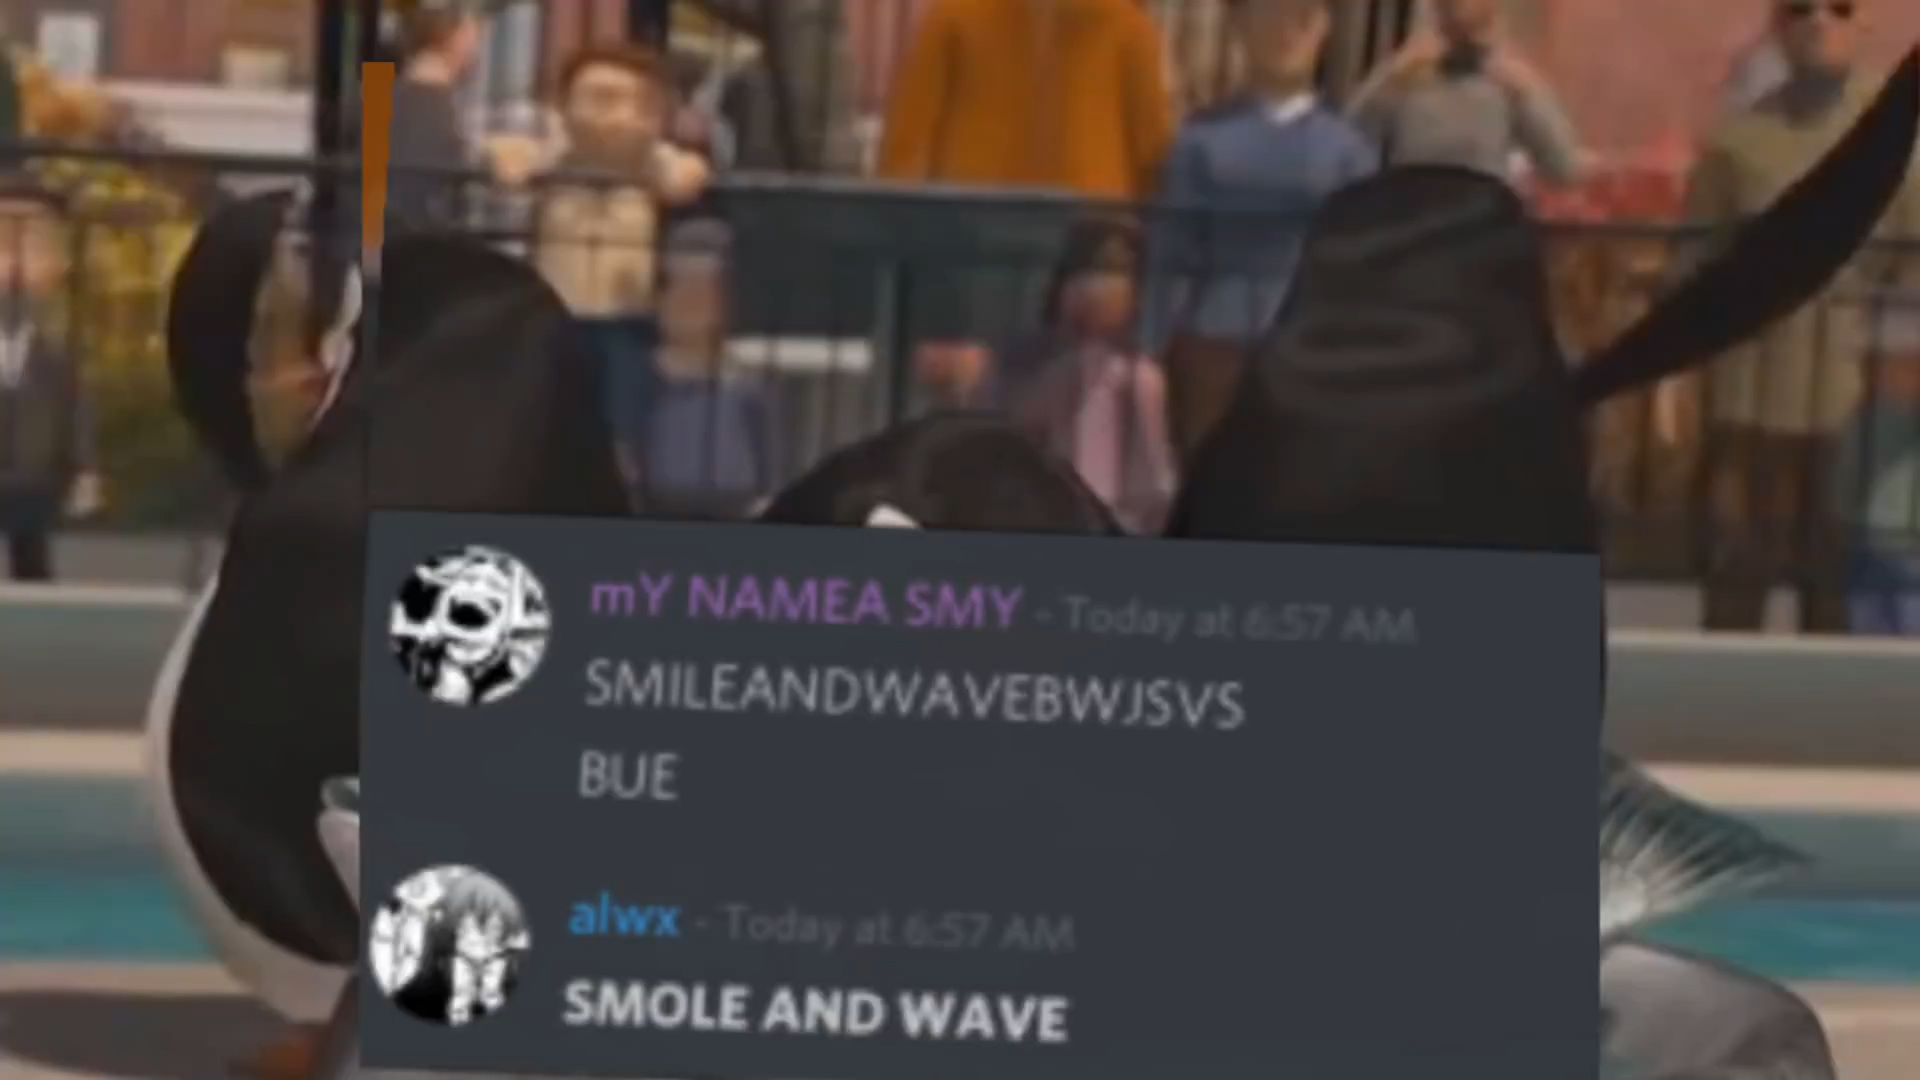 mY NAMEA SMY - Today at 6:57 AM
SMILEANDWAVEBWJSVS
BUE
alwx - Today at 6:57 AM
SMOLE AND WAVE